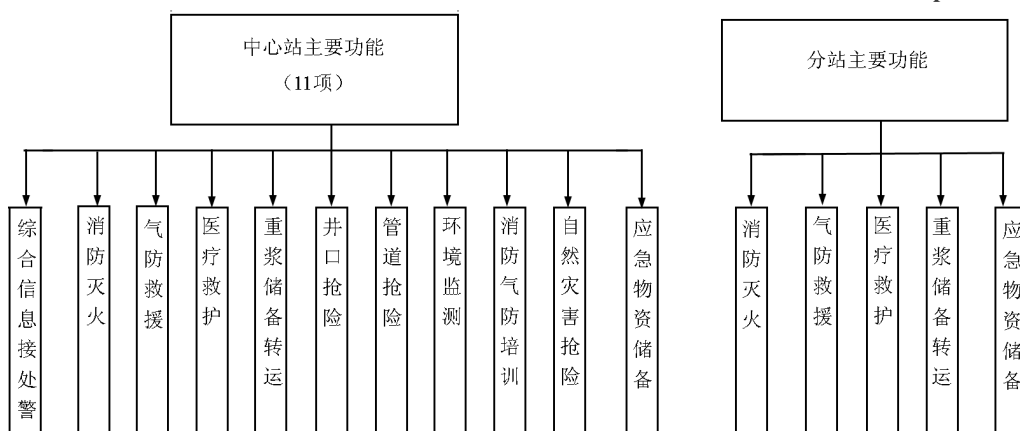 中心站主要功能
（11项）
分站主要功能
综合信息接处警
消防灭火
气防救援
医疗救护
重浆储备转运
井口抢险
管道抢险
环境监测
消防气防培训
自然灾害抢险
应急物资储备
消防灭火
气防救援
医疗救护
重浆储备转运
应急物资储备